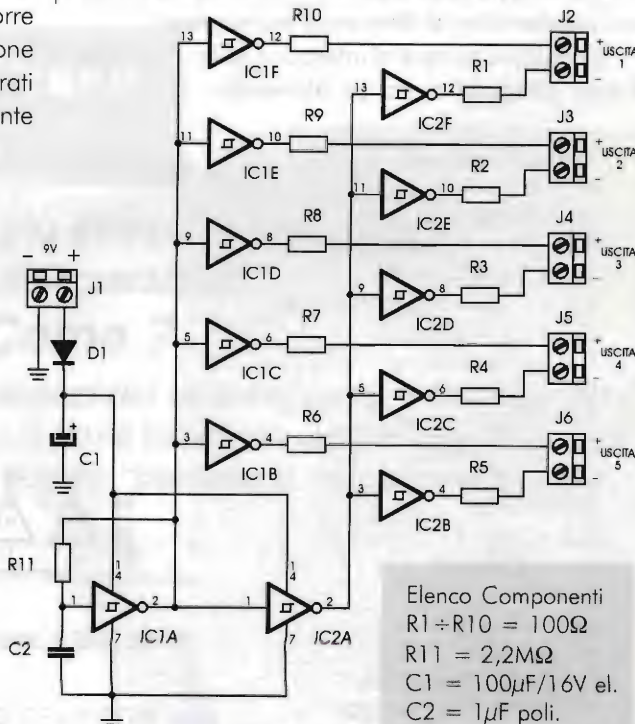 orre
one
rati
nte
R10
J2
13
12
+
USCITA
1
-
R1
13
12
IC1F
IC2F
R9
J3
11
10
+
USCITA
2
-
R2
11
10
IC1E
IC2E
R8
J4
9
8
+
USCITA
3
-
R3
9
8
IC1D
IC2D
- 9V +
J1
R7
J5
5
6
+
USCITA
4
-
R4
5
6
D1
IC1C
IC2C
R6
J6
3
4
+
USCITA
5
-
R5
3
4
IC1B
IC2B
+
C1
R11
1
4
1
4
1
2
1
2
7
7
IC1A
IC2A
C2
Elenco Componenti
R1÷R10 = 100Ω
R11 = 2,2MΩ
C1 = 100µF/16V el.
C2 = 1µF poli.